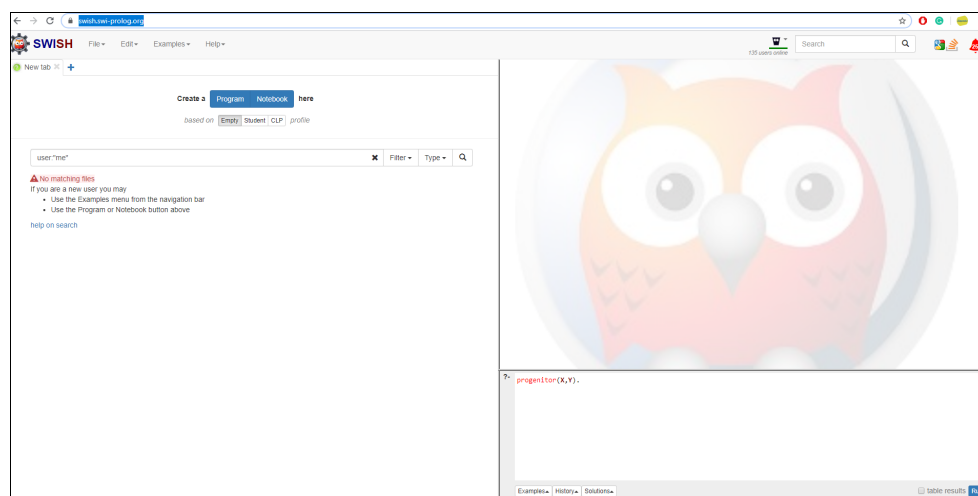 swish.swi-prolog.org
SWISH File Edit Examples Help 135 users online Search
New tab
Create a Program Notebook here
based on Empty Student CLP profile
user:"me" Filter Type
No matching files
If you are a new user you may
Use the Examples menu from the navigation bar
Use the Program or Notebook button above
help on search
?- progenitor(X,Y).
Examples History Solutions table results